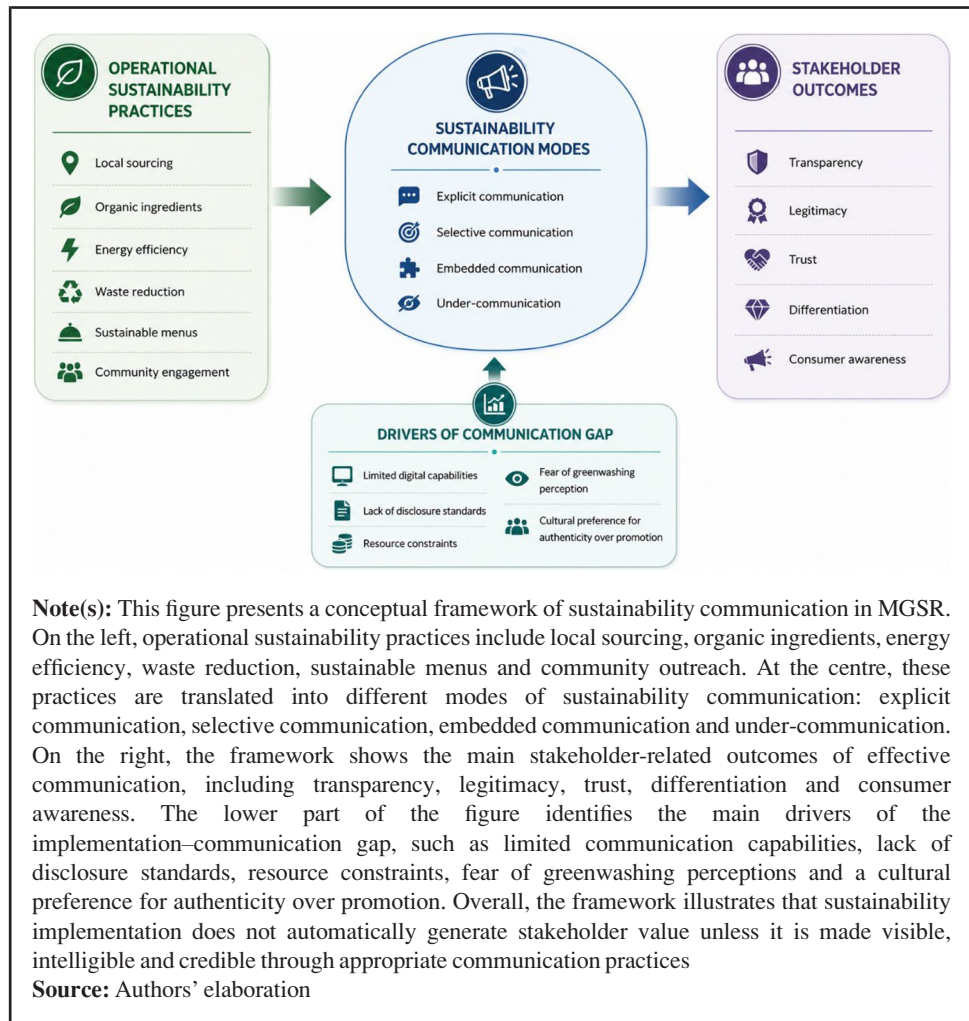 OPERATIONAL
SUSTAINABILITY
PRACTICES
Local sourcing
Organic ingredients
Energy efficiency
Waste reduction
Sustainable menus
Community engagement
SUSTAINABILITY
COMMUNICATION MODES
Explicit communication
Selective communication
Embedded communication
Under-communication
STAKEHOLDER
OUTCOMES
Transparency
Legitimacy
Trust
Differentiation
Consumer awareness
DRIVERS OF COMMUNICATION GAP
Limited digital capabilities
Lack of disclosure standards
Resource constraints
Fear of greenwashing
perception
Cultural preference for
authenticity over promotion
Note(s): This figure presents a conceptual framework of sustainability communication in MGSR.
On the left, operational sustainability practices include local sourcing, organic ingredients, energy
efficiency, waste reduction, sustainable menus and community outreach. At the centre, these
practices are translated into different modes of sustainability communication: explicit
communication, selective communication, embedded communication and under-communication.
On the right, the framework shows the main stakeholder-related outcomes of effective
communication, including transparency, legitimacy, trust, differentiation and consumer
awareness. The lower part of the figure identifies the main drivers of the
implementation–communication gap, such as limited communication capabilities, lack of
disclosure standards, resource constraints, fear of greenwashing perceptions and a cultural
preference for authenticity over promotion. Overall, the framework illustrates that sustainability
implementation does not automatically generate stakeholder value unless it is made visible,
intelligible and credible through appropriate communication practices
Source: Authors' elaboration